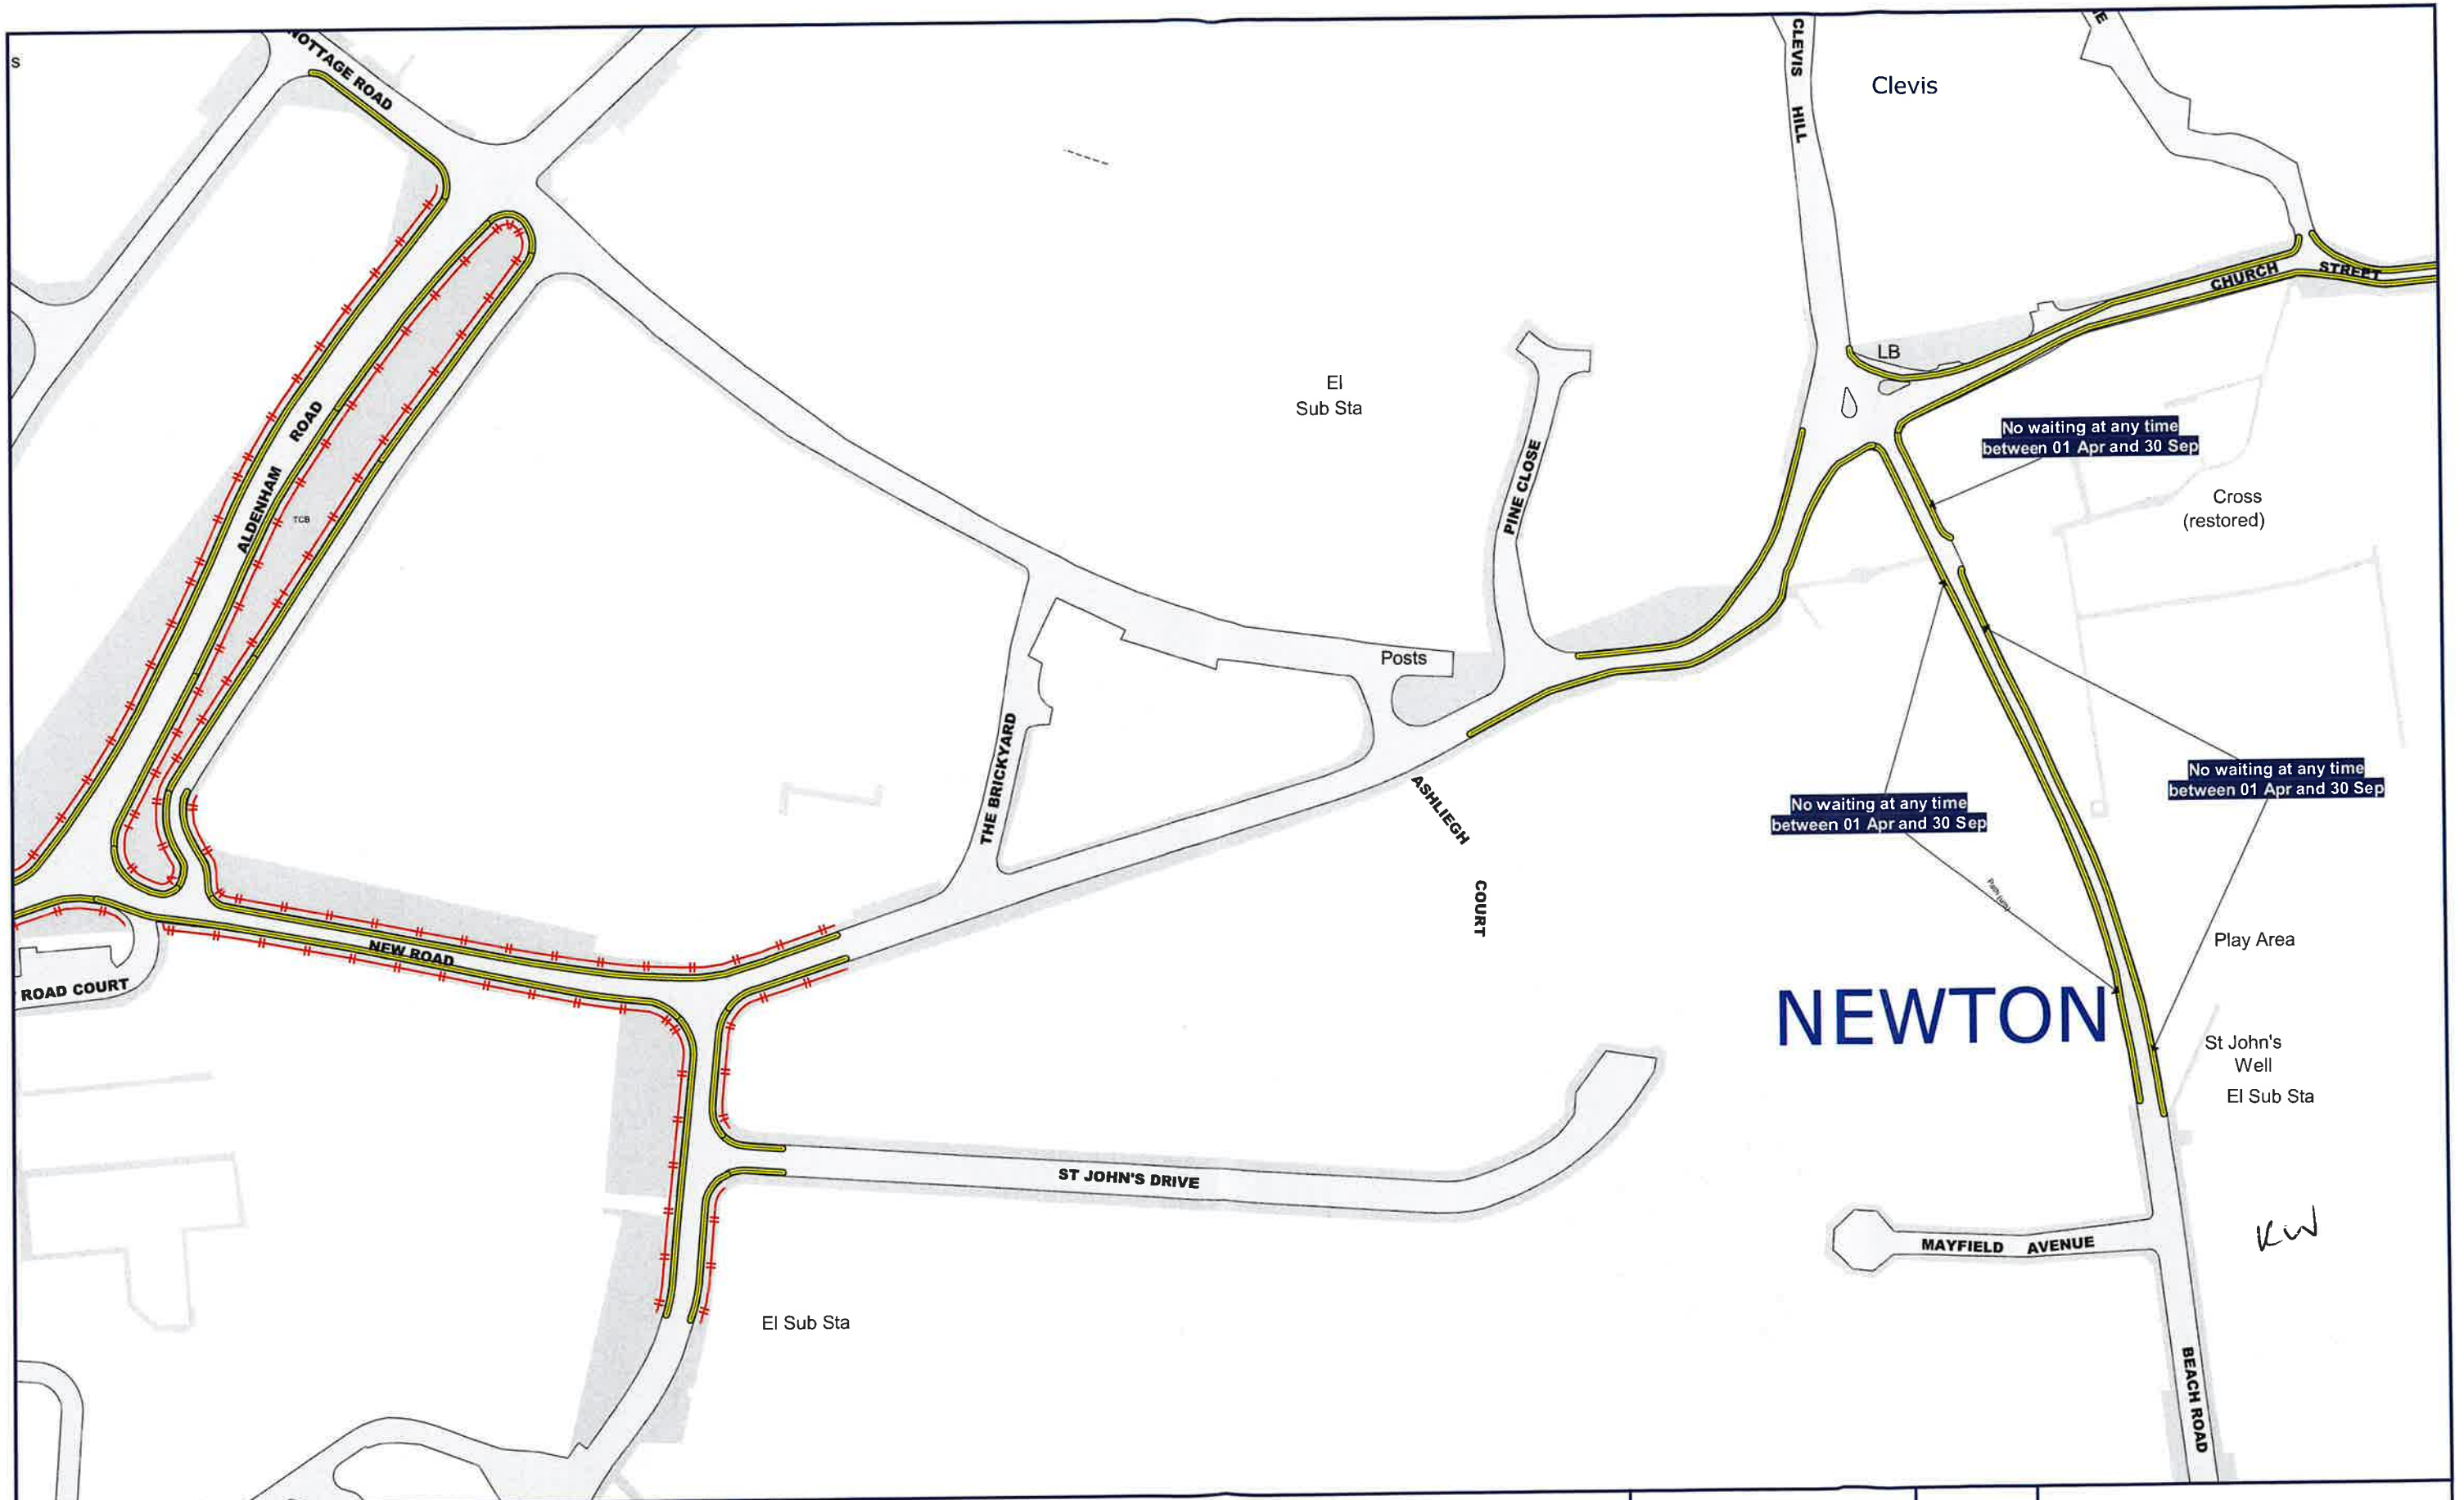 S
NOTTAGE ROAD
CLEVIS HILL
Clevis
CHURCH STREET
LB
El
Sub Sta
No waiting at any time
between 01 Apr and 30 Sep
PINE CLOSE
ALDENHAM ROAD
TCB
Cross
(restored)
Posts
THE BRICKYARD
ASHLIEGH COURT
No waiting at any time
between 01 Apr and 30 Sep
No waiting at any time
between 01 Apr and 30 Sep
Play Area
NEW ROAD
ROAD COURT
NEWTON
St John's
Well
El Sub Sta
ST JOHN'S DRIVE
MAYFIELD AVENUE
KW
El Sub Sta
BEACH ROAD